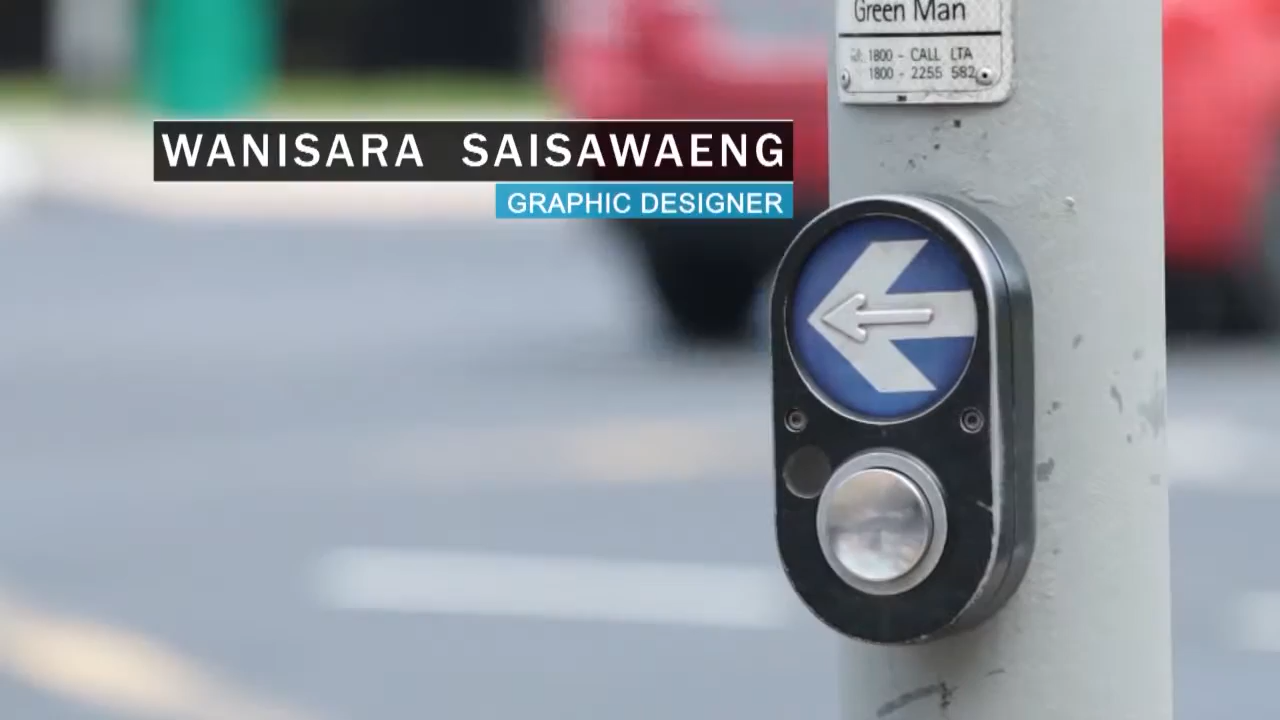 Green Man
1800 - CALL LTA
1800 - 2255 582
WANISARA SAISAWAENG
GRAPHIC DESIGNER